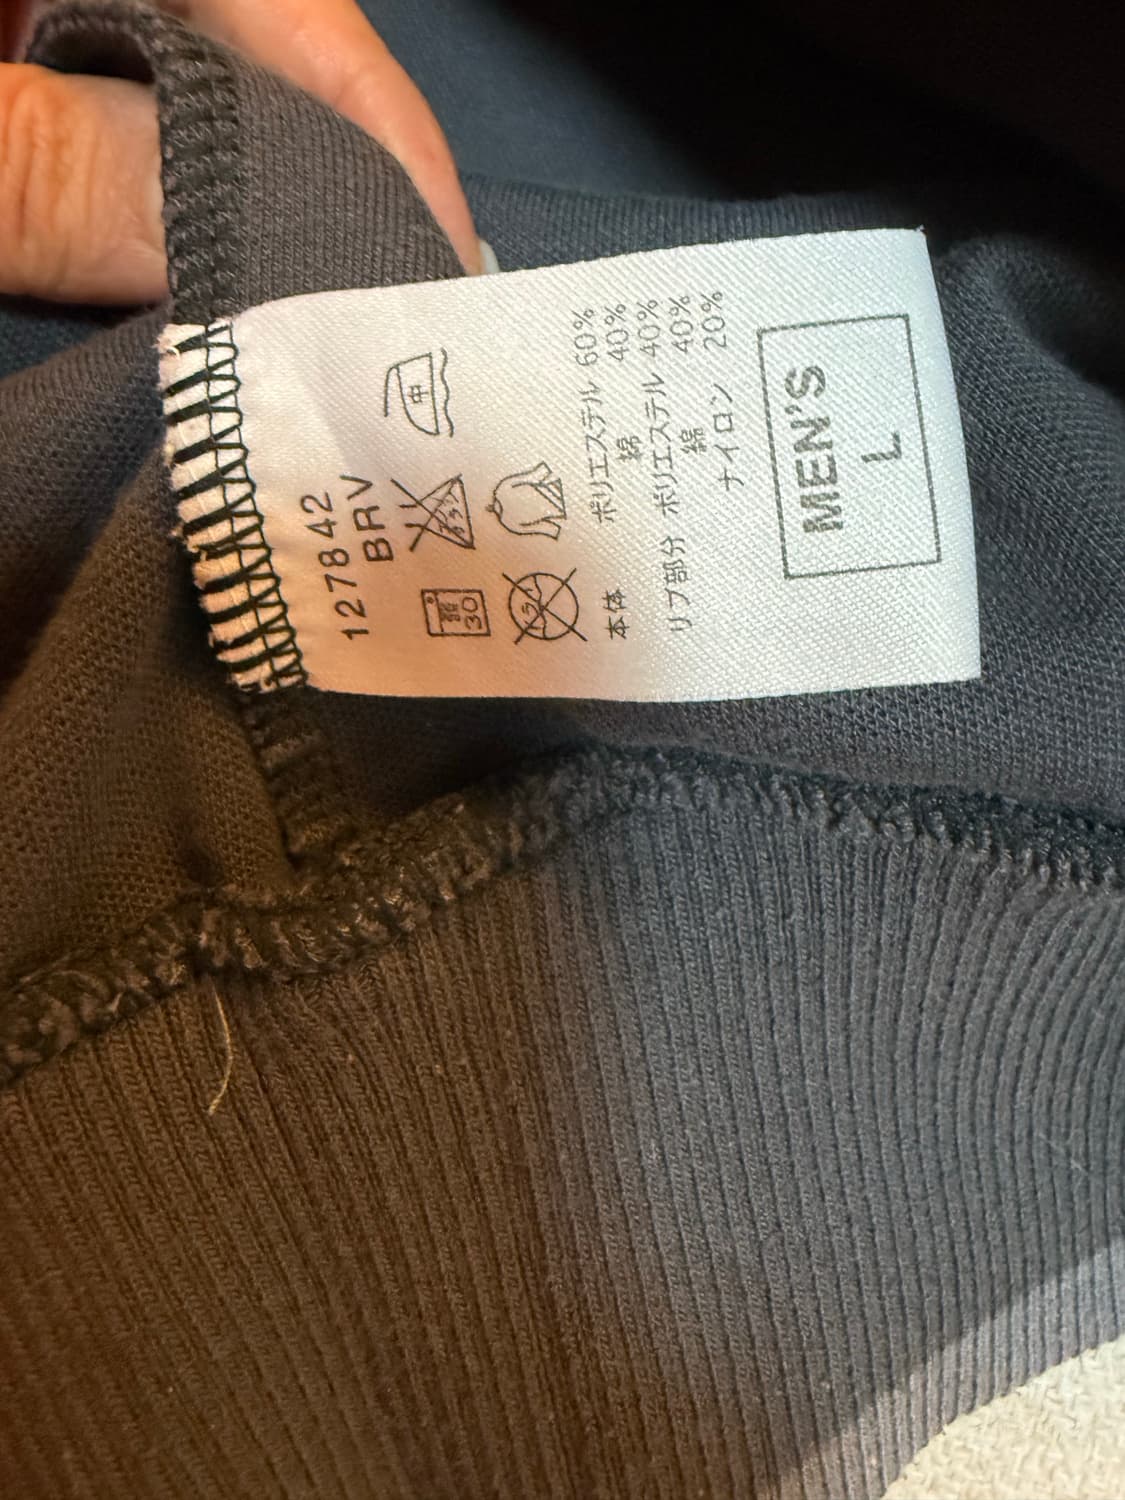 127842
BRV
30
中
本体 ポリエステル 60%
綿 40%
リブ部分 ポリエステル 40%
綿 40%
ナイロン 20%
MEN'S
L